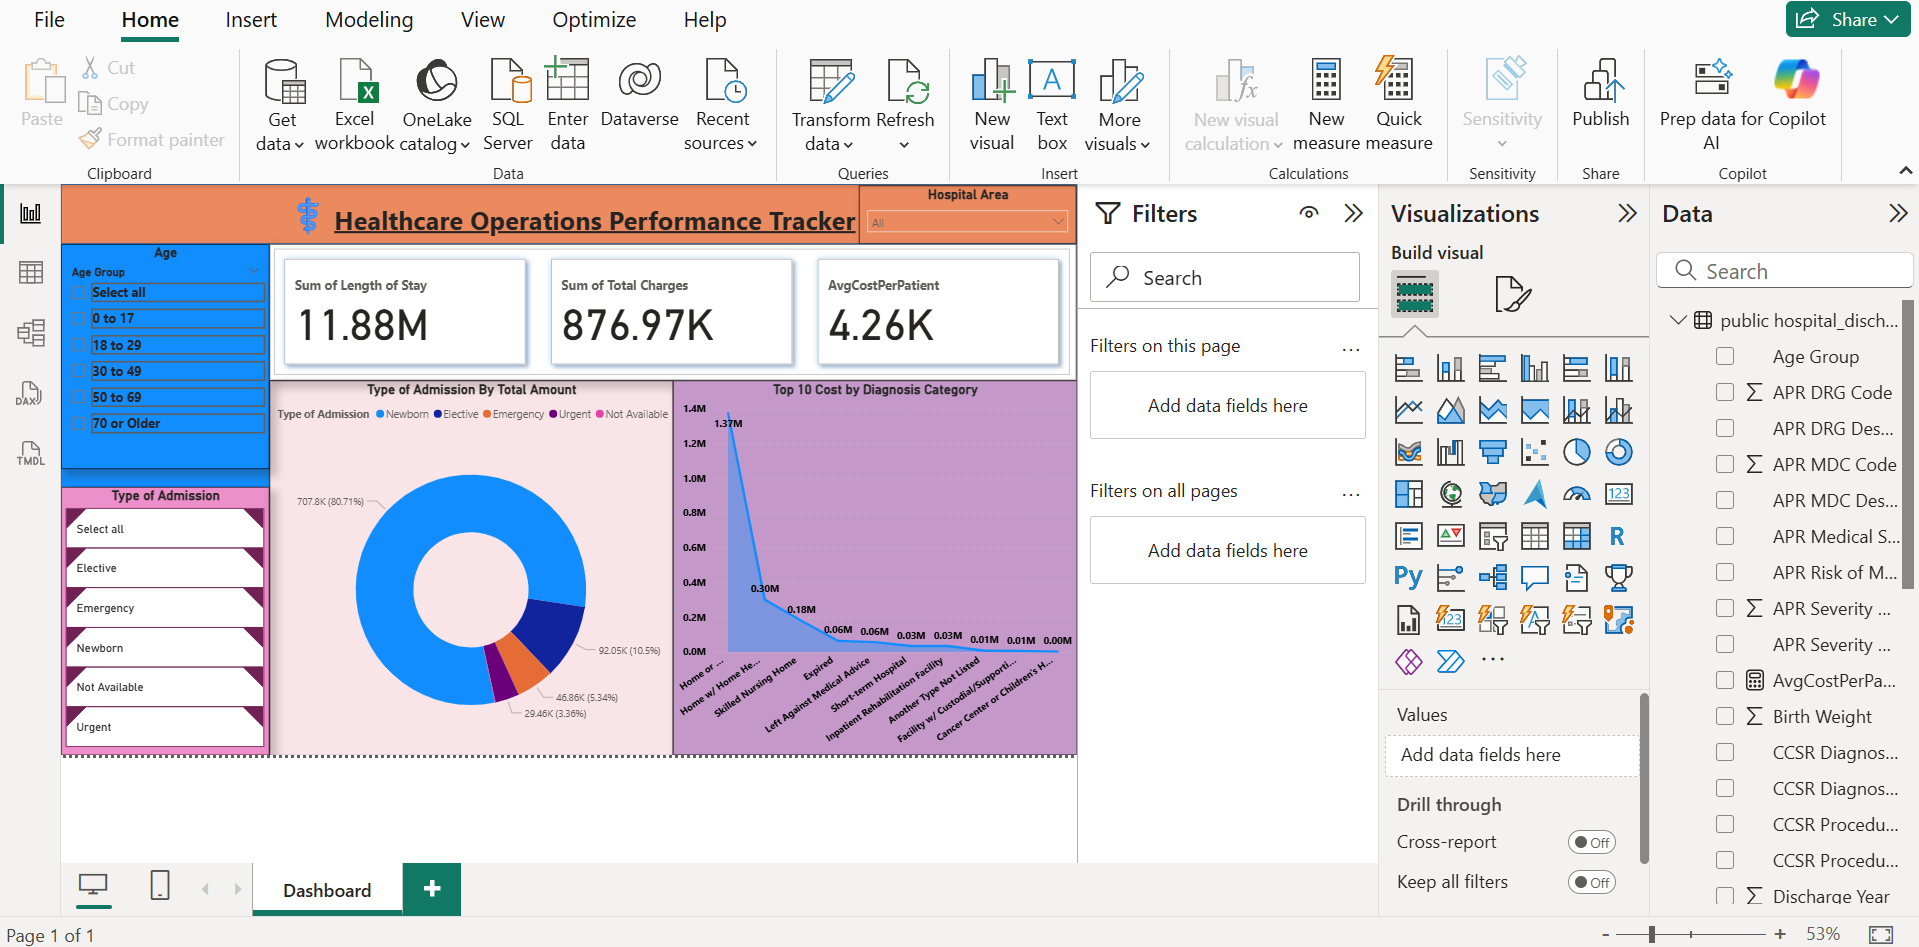 File Home Insert Modeling View Optimize Help Share
Paste Cut
Copy
Format painter
Clipboard
Get data
Excel workbook
OneLake catalog
SQL Server
Enter data
Dataverse
Recent sources
Data
Transform data
Refresh
Queries
New visual
Text box
More visuals
Insert
New visual calculation
New measure
Quick measure
Calculations
Sensitivity
Sensitivity
Publish
Share
Prep data for AI
Copilot
Copilot
DAX
TMDL
Healthcare Operations Performance Tracker
Hospital Area
All
Age
Age Group
Select all
0 to 17
18 to 29
30 to 49
50 to 69
70 or Older
Type of Admission
Select all
Elective
Emergency
Newborn
Not Available
Urgent
Sum of Length of Stay
11.88M
Sum of Total Charges
876.97K
AvgCostPerPatient
4.26K
Type of Admission By Total Amount
Type of Admission Newborn Elective Emergency Urgent Not Available
707.8K (80.71%)
92.05K (10.5%)
46.86K (5.34%)
29.46K (3.36%)
Top 10 Cost by Diagnosis Category
1.4M
1.2M
1.0M
0.8M
0.6M
0.4M
0.2M
0.0M
1.37M
0.30M
0.18M
0.06M
0.06M
0.03M
0.03M
0.01M
0.01M
0.00M
Home or ...
Home w/ Home He...
Skilled Nursing Home
Expired
Left Against Medical Advice
Short-term Hospital
Inpatient Rehabilitation Facility
Another Type Not Listed
Facility w/ Custodial/Supporti...
Cancer Center or Children's H...
Filters
Search
Filters on this page ...
Add data fields here
Filters on all pages ...
Add data fields here
Visualizations
Build visual
123
R
Py
123
...
Values
Add data fields here
Drill through
Cross-report Off
Keep all filters Off
Data
Search
public hospital_disch...
Age Group
APR DRG Code
APR DRG Des...
APR MDC Code
APR MDC Des...
APR Medical S...
APR Risk of M...
APR Severity ...
APR Severity ...
AvgCostPerPa...
Birth Weight
CCSR Diagnos...
CCSR Diagnos...
CCSR Procedu...
CCSR Procedu...
Discharge Year
Dashboard +
Page 1 of 1
- + 53%